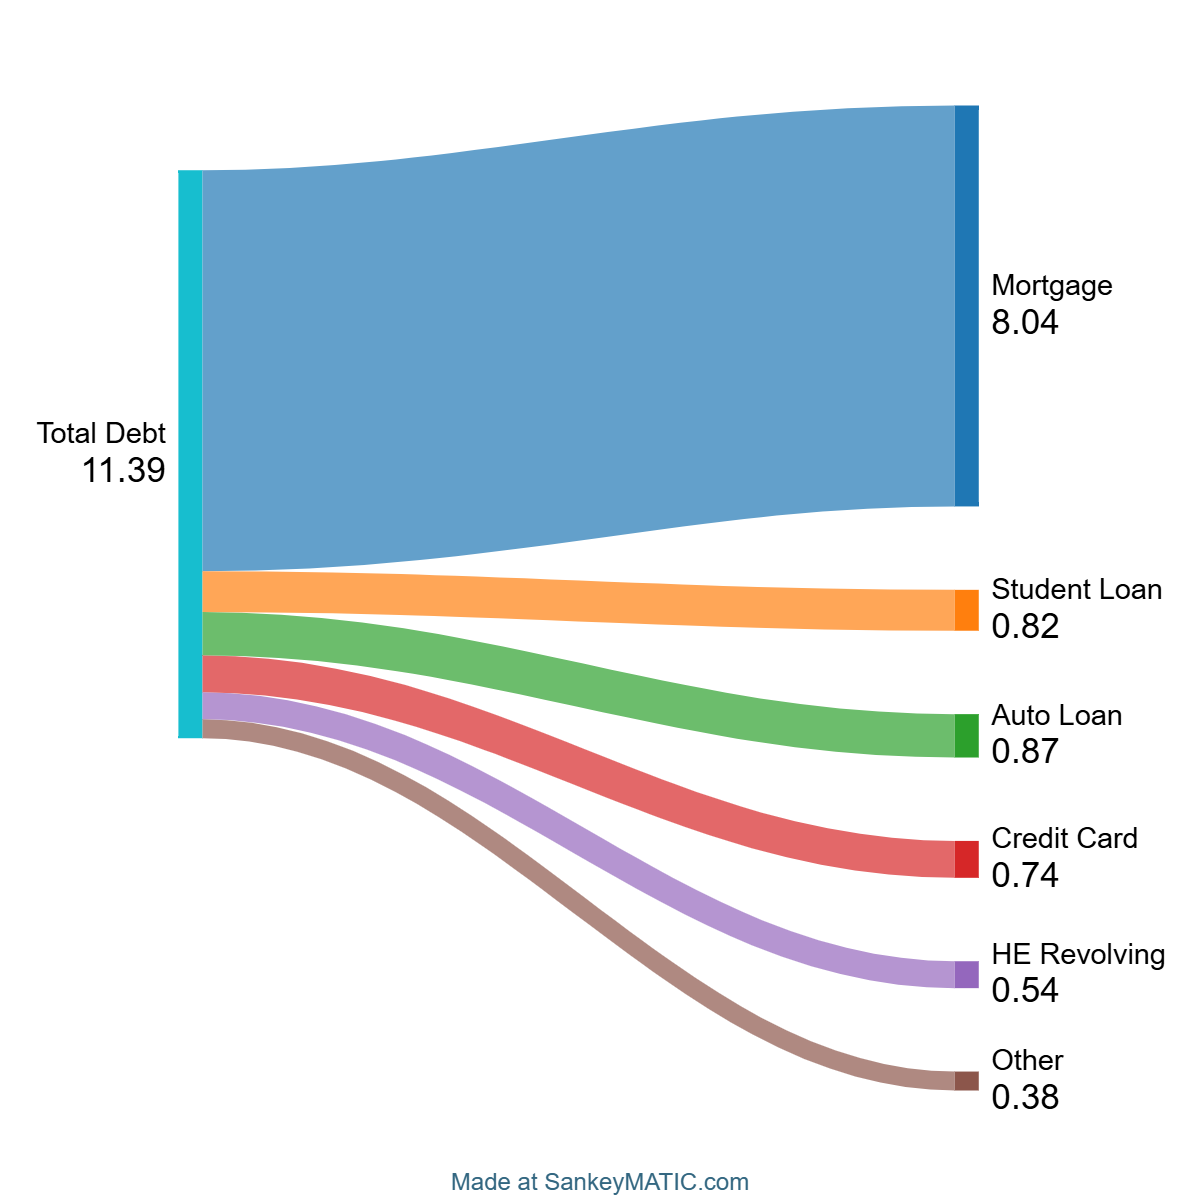 Total Debt
11.39
Mortgage
8.04
Student Loan
0.82
Auto Loan
0.87
Credit Card
0.74
HE Revolving
0.54
Other
0.38
Made at SankeyMATIC.com